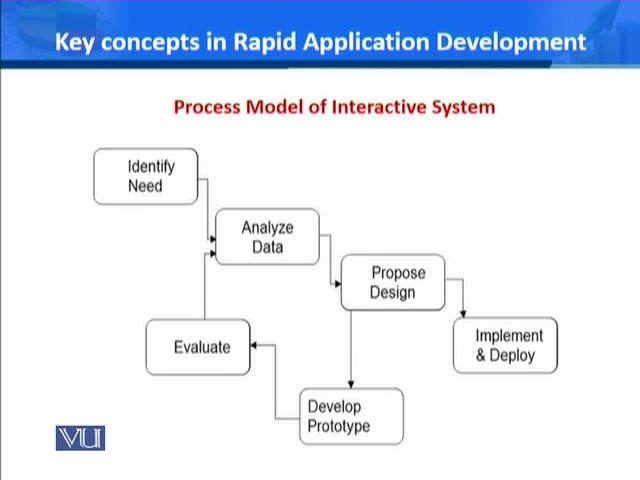 Key concepts in Rapid Application Development
Process Model of Interactive System
Identify
Need
Analyze
Data
Propose
Design
Implement
& Deploy
Evaluate
Develop
Prototype
VU